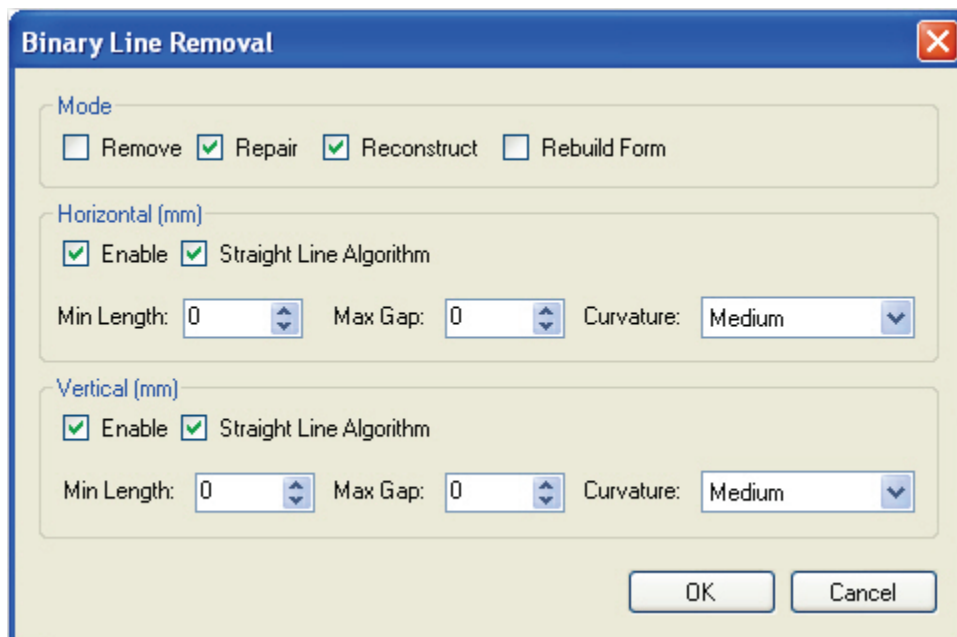 Binary Line Removal
Mode
Remove Repair Reconstruct Rebuild Form
Horizontal (mm)
Enable Straight Line Algorithm
Min Length: 0 Max Gap: 0 Curvature: Medium
Vertical (mm)
Enable Straight Line Algorithm
Min Length: 0 Max Gap: 0 Curvature: Medium
OK Cancel